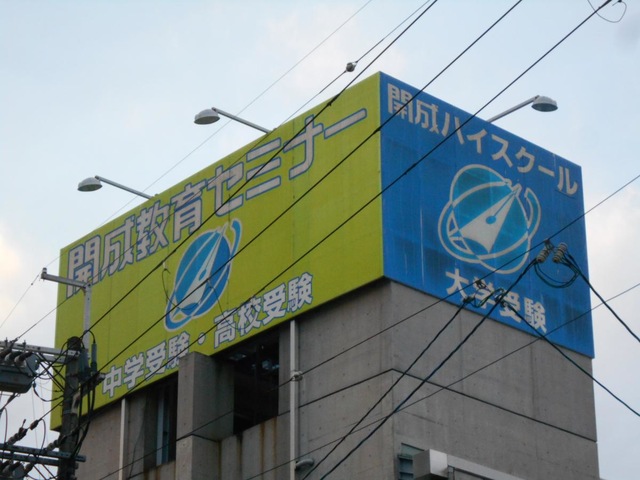 開成教育セミナー
中学受験・高校受験
開成ハイスクール
大学受験